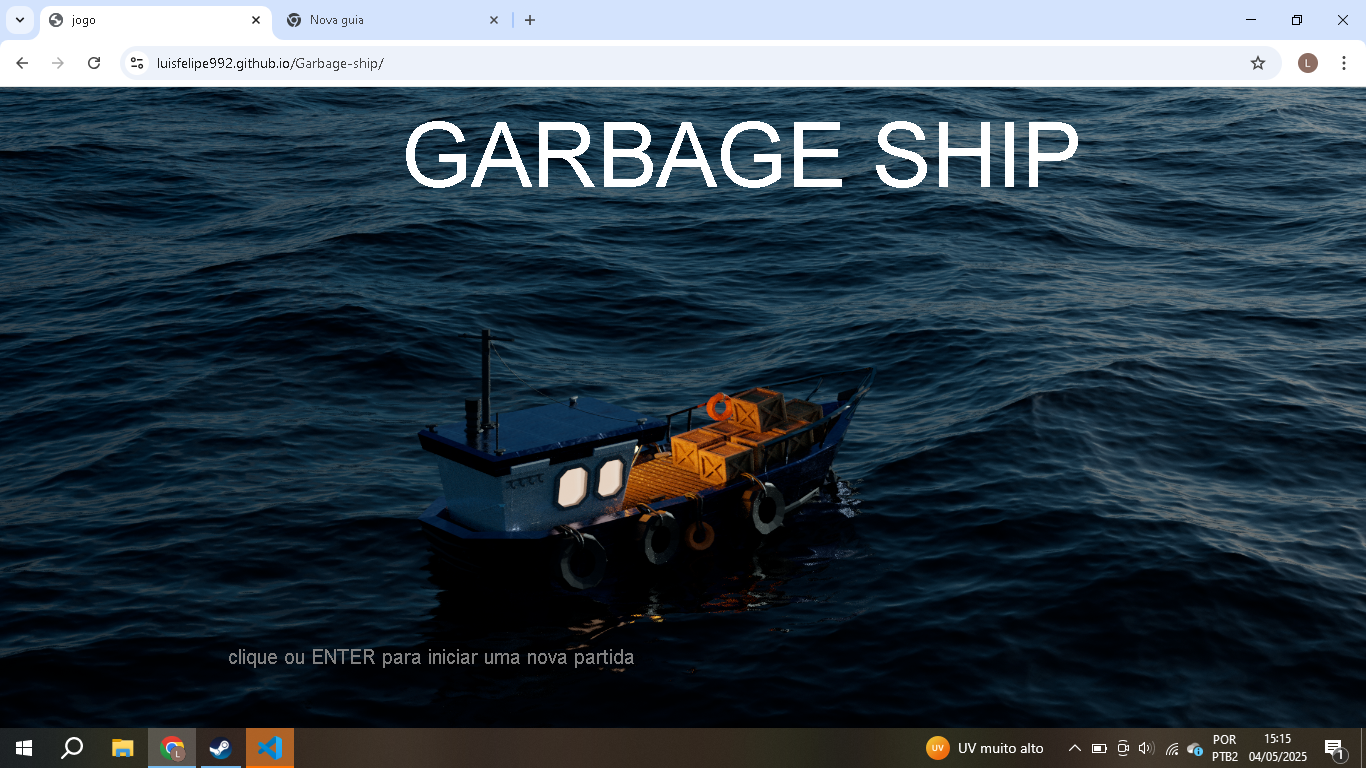 jogo
Nova guia
luisfelipe992.github.io/Garbage-ship/
L
GARBAGE SHIP
clique ou ENTER para iniciar uma nova partida
L
UV
UV muito alto
POR
PTB2
15:15
04/05/2025
1